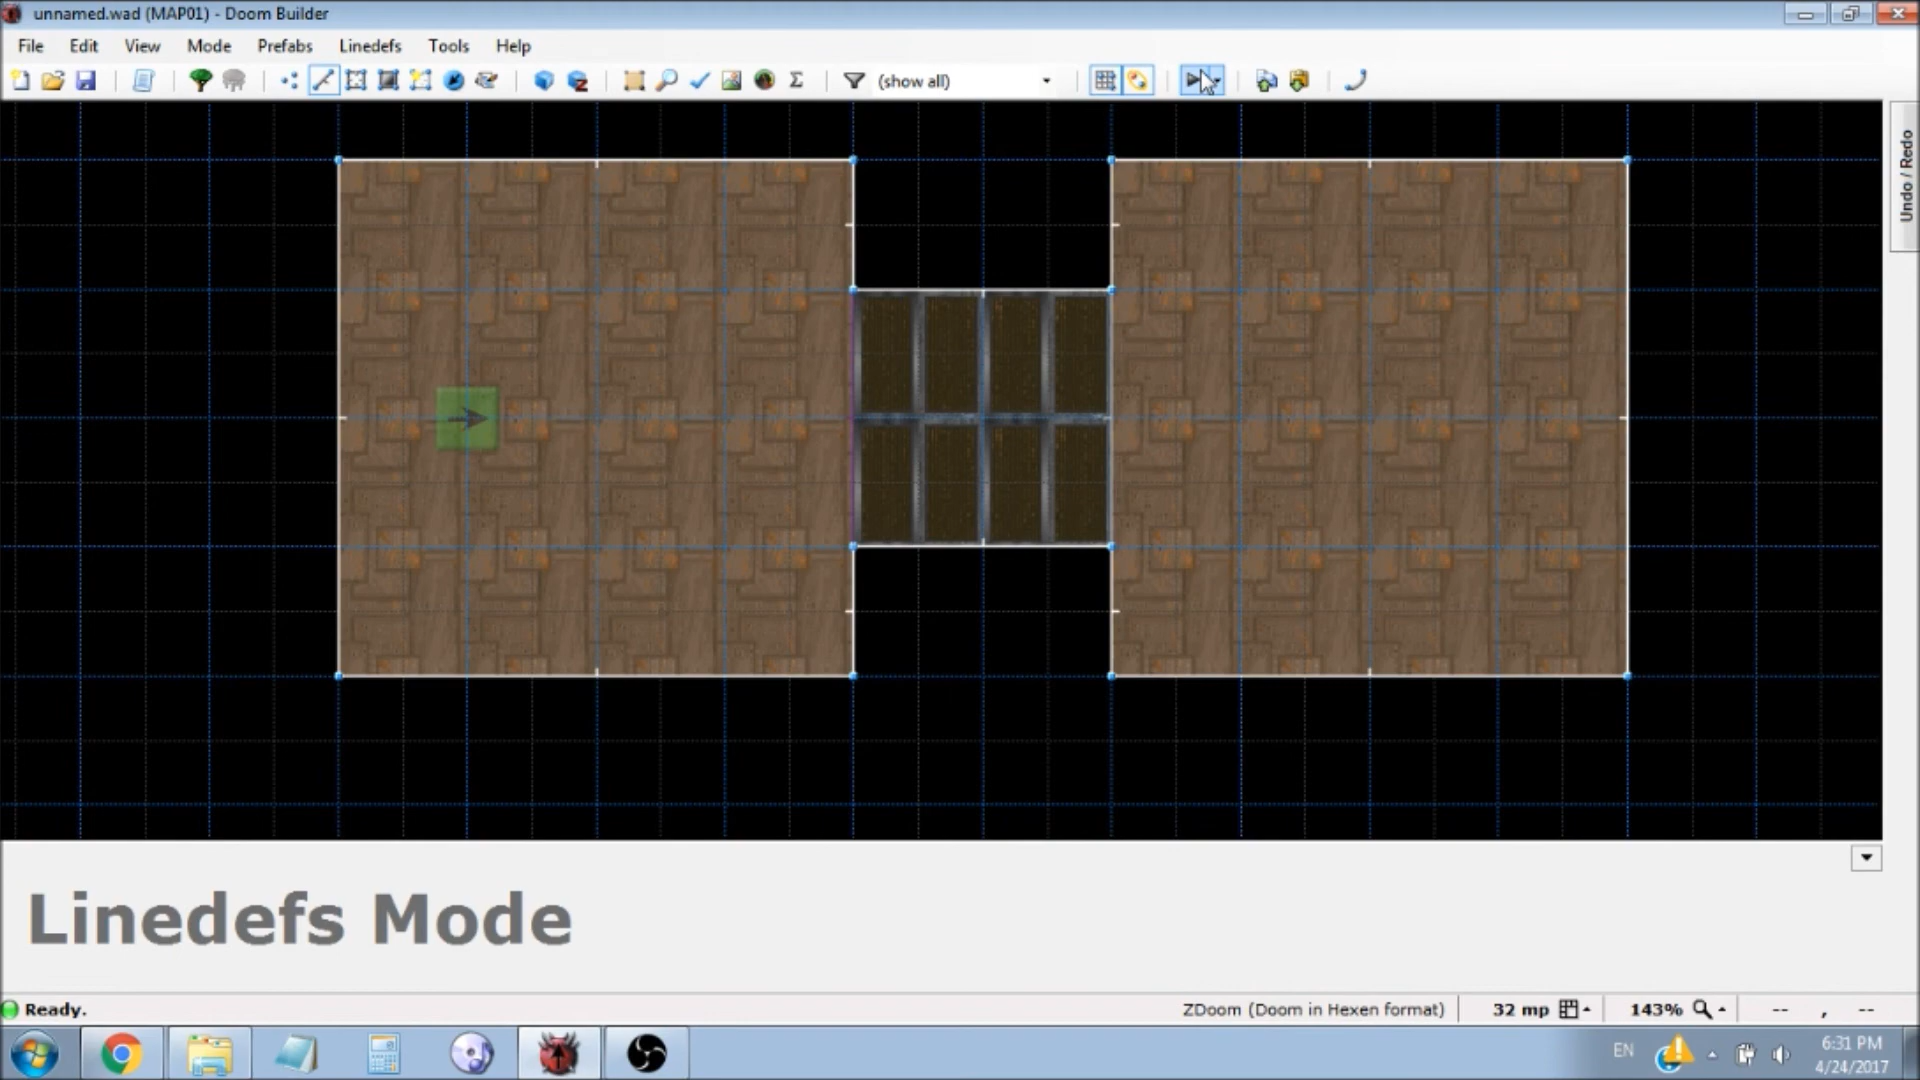 unnamed.wad (MAP01) - Doom Builder
File Edit View Mode Prefabs Linedefs Tools Help
Σ (show all)
Undo / Redo
Linedefs Mode
Ready.
ZDoom (Doom in Hexen format) 32 mp 143% -- , --
EN
6:31 PM
4/24/2017